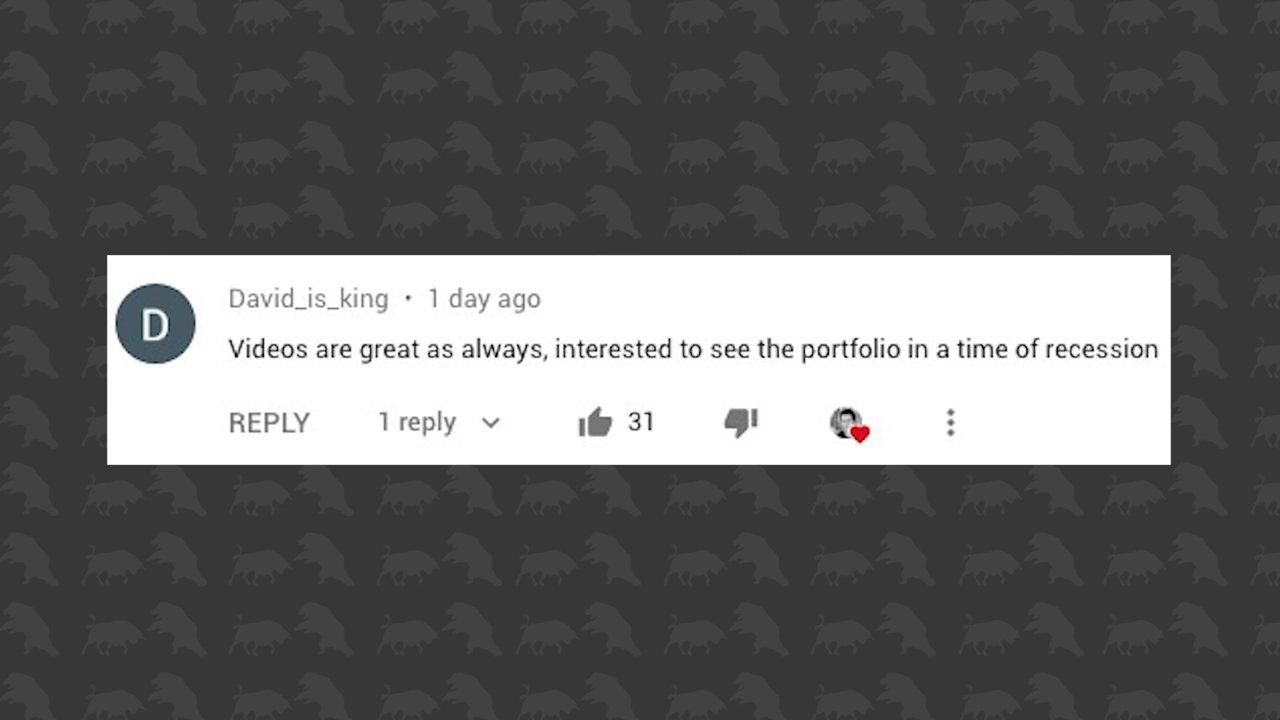 D
David_is_king • 1 day ago
Videos are great as always, interested to see the portfolio in a time of recession
REPLY 1 reply 31